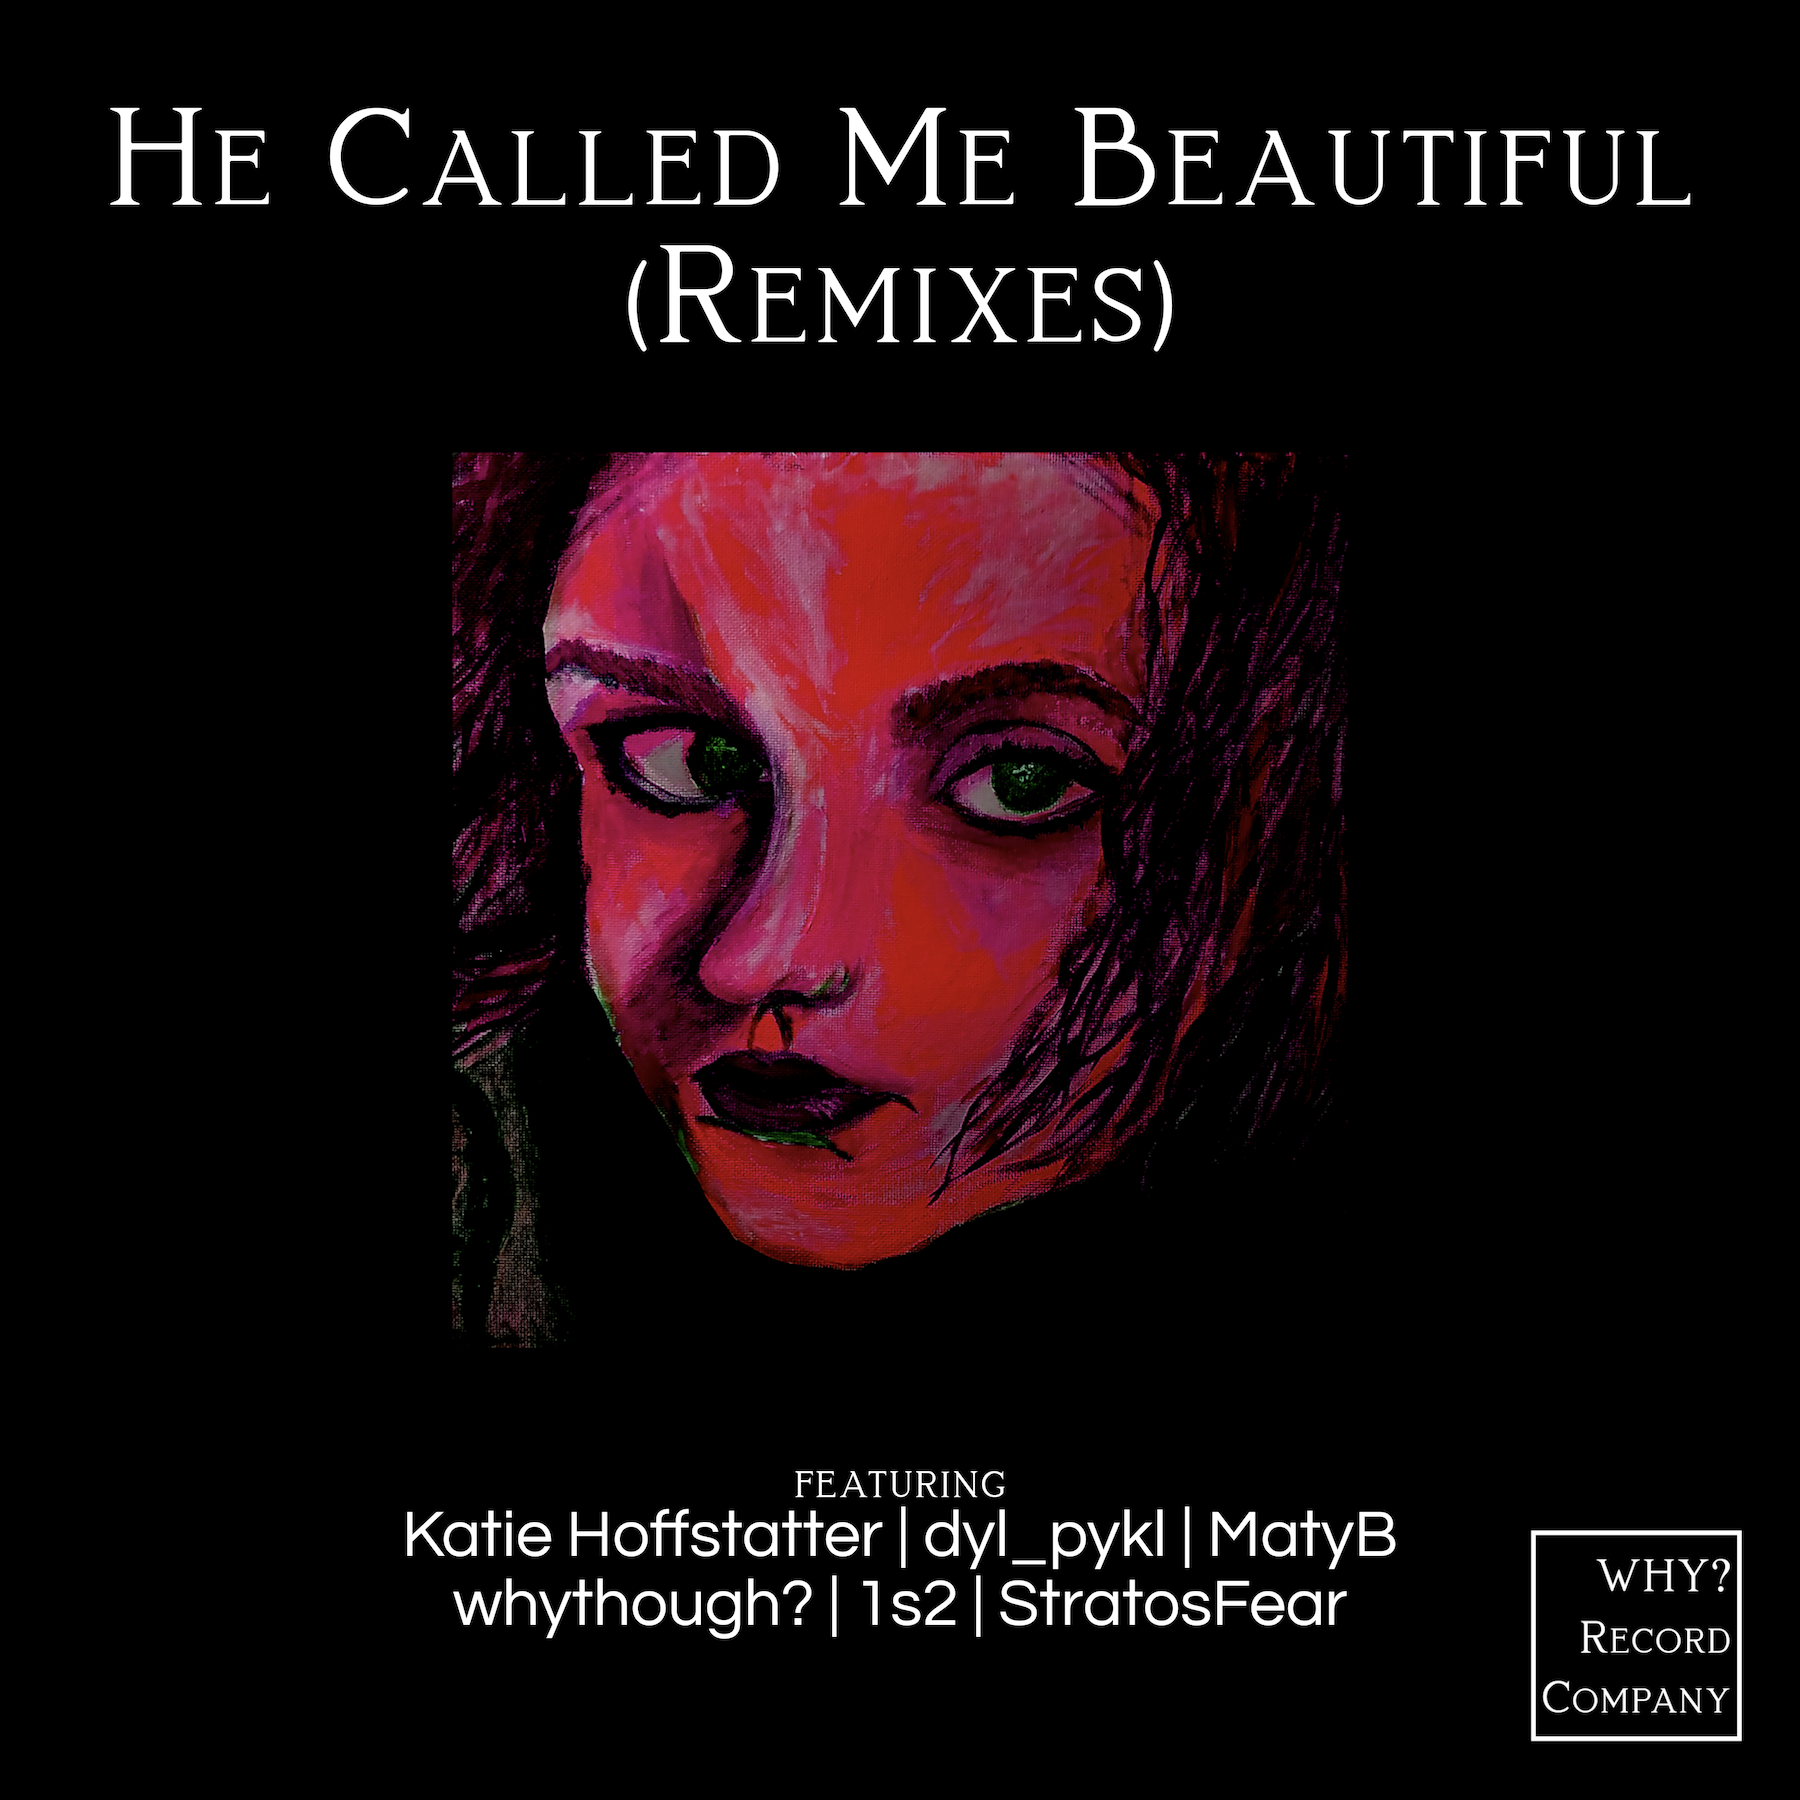 He Called Me Beautiful
(Remixes)
FEATURING
Katie Hoffstatter | dyl_pykl | MatyB
whythough? | 1s2 | StratosFear
WHY?
Record
Company